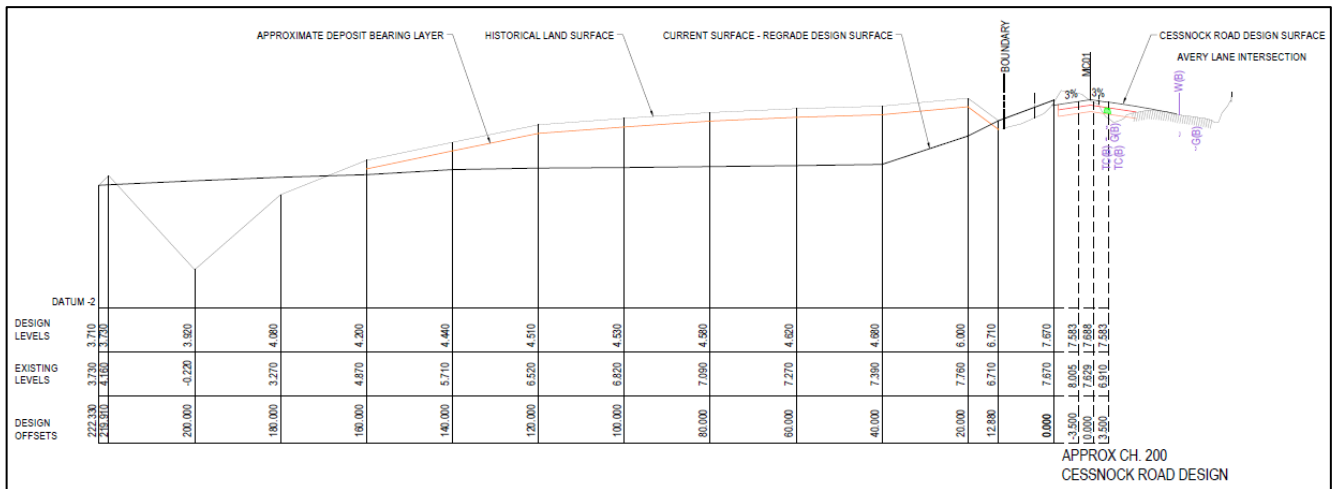 APPROXIMATE DEPOSIT BEARING LAYER
HISTORICAL LAND SURFACE
CURRENT SURFACE - REGRADE DESIGN SURFACE
BOUNDARY
MC01
CESSNOCK ROAD DESIGN SURFACE
AVERY LANE INTERSECTION
W(B)
3% 3%
TC(B) G(B)
TC(B)
~G(B)
DATUM -2
DESIGN LEVELS 3.710 3.730 3.920 4.080 4.200 4.440 4.510 4.530 4.580 4.620 4.680 6.000 6.710 7.670 7.583 7.688 7.583
EXISTING LEVELS 3.730 4.160 -0.220 3.270 4.870 5.710 6.520 6.820 7.090 7.270 7.390 7.760 6.710 7.670 8.005 7.629 6.910
DESIGN OFFSETS 222.330 219.910 200.000 180.000 160.000 140.000 120.000 100.000 80.000 60.000 40.000 20.000 12.880 0.000 -3.500 0.000 3.500
APPROX CH. 200
CESSNOCK ROAD DESIGN